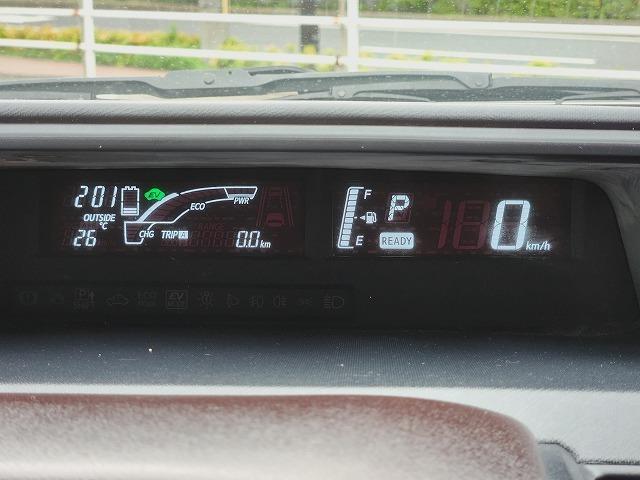 201
EV
ECO
PWR
OUTSIDE
°C
26
CHG
TRIP A
0.0 km
F
E
P
READY
0 km/h